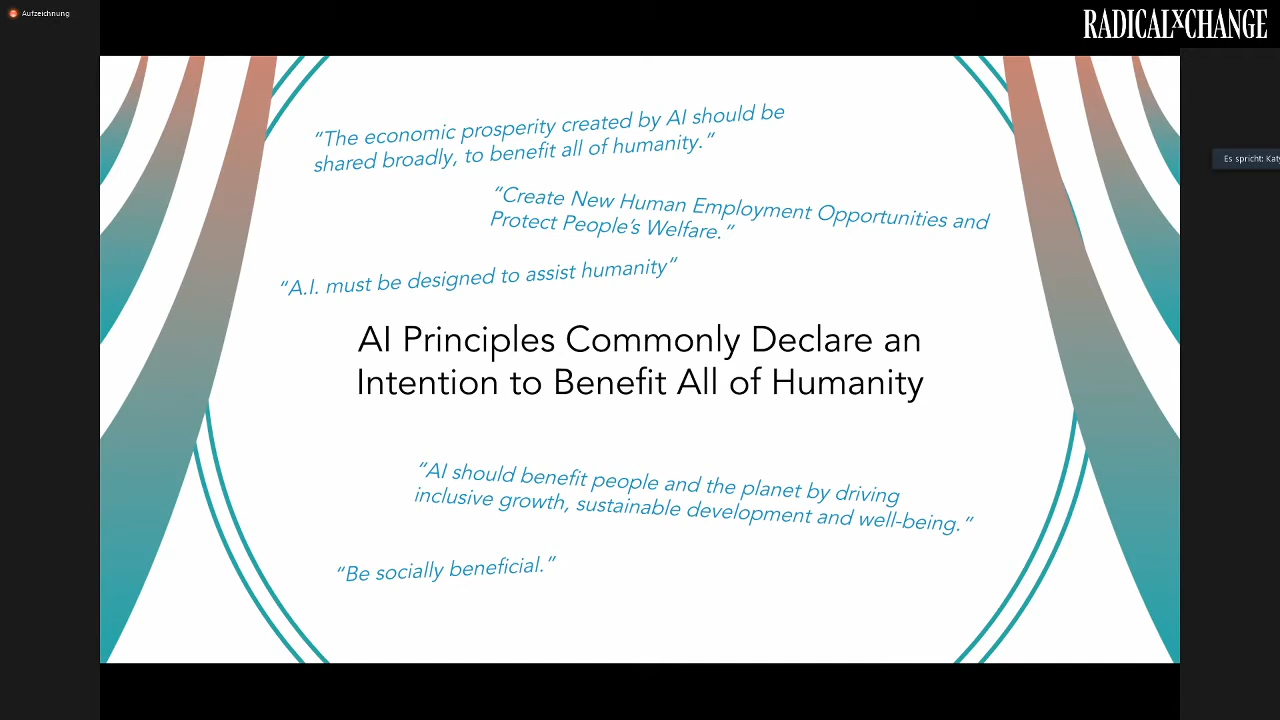 Aufzeichnung
RADICALXCHANGE
Es spricht: Katy
“The economic prosperity created by AI should be
shared broadly, to benefit all of humanity.”
“Create New Human Employment Opportunities and
Protect People’s Welfare.”
“A.I. must be designed to assist humanity”
AI Principles Commonly Declare an
Intention to Benefit All of Humanity
“AI should benefit people and the planet by driving
inclusive growth, sustainable development and well-being.”
“Be socially beneficial.”